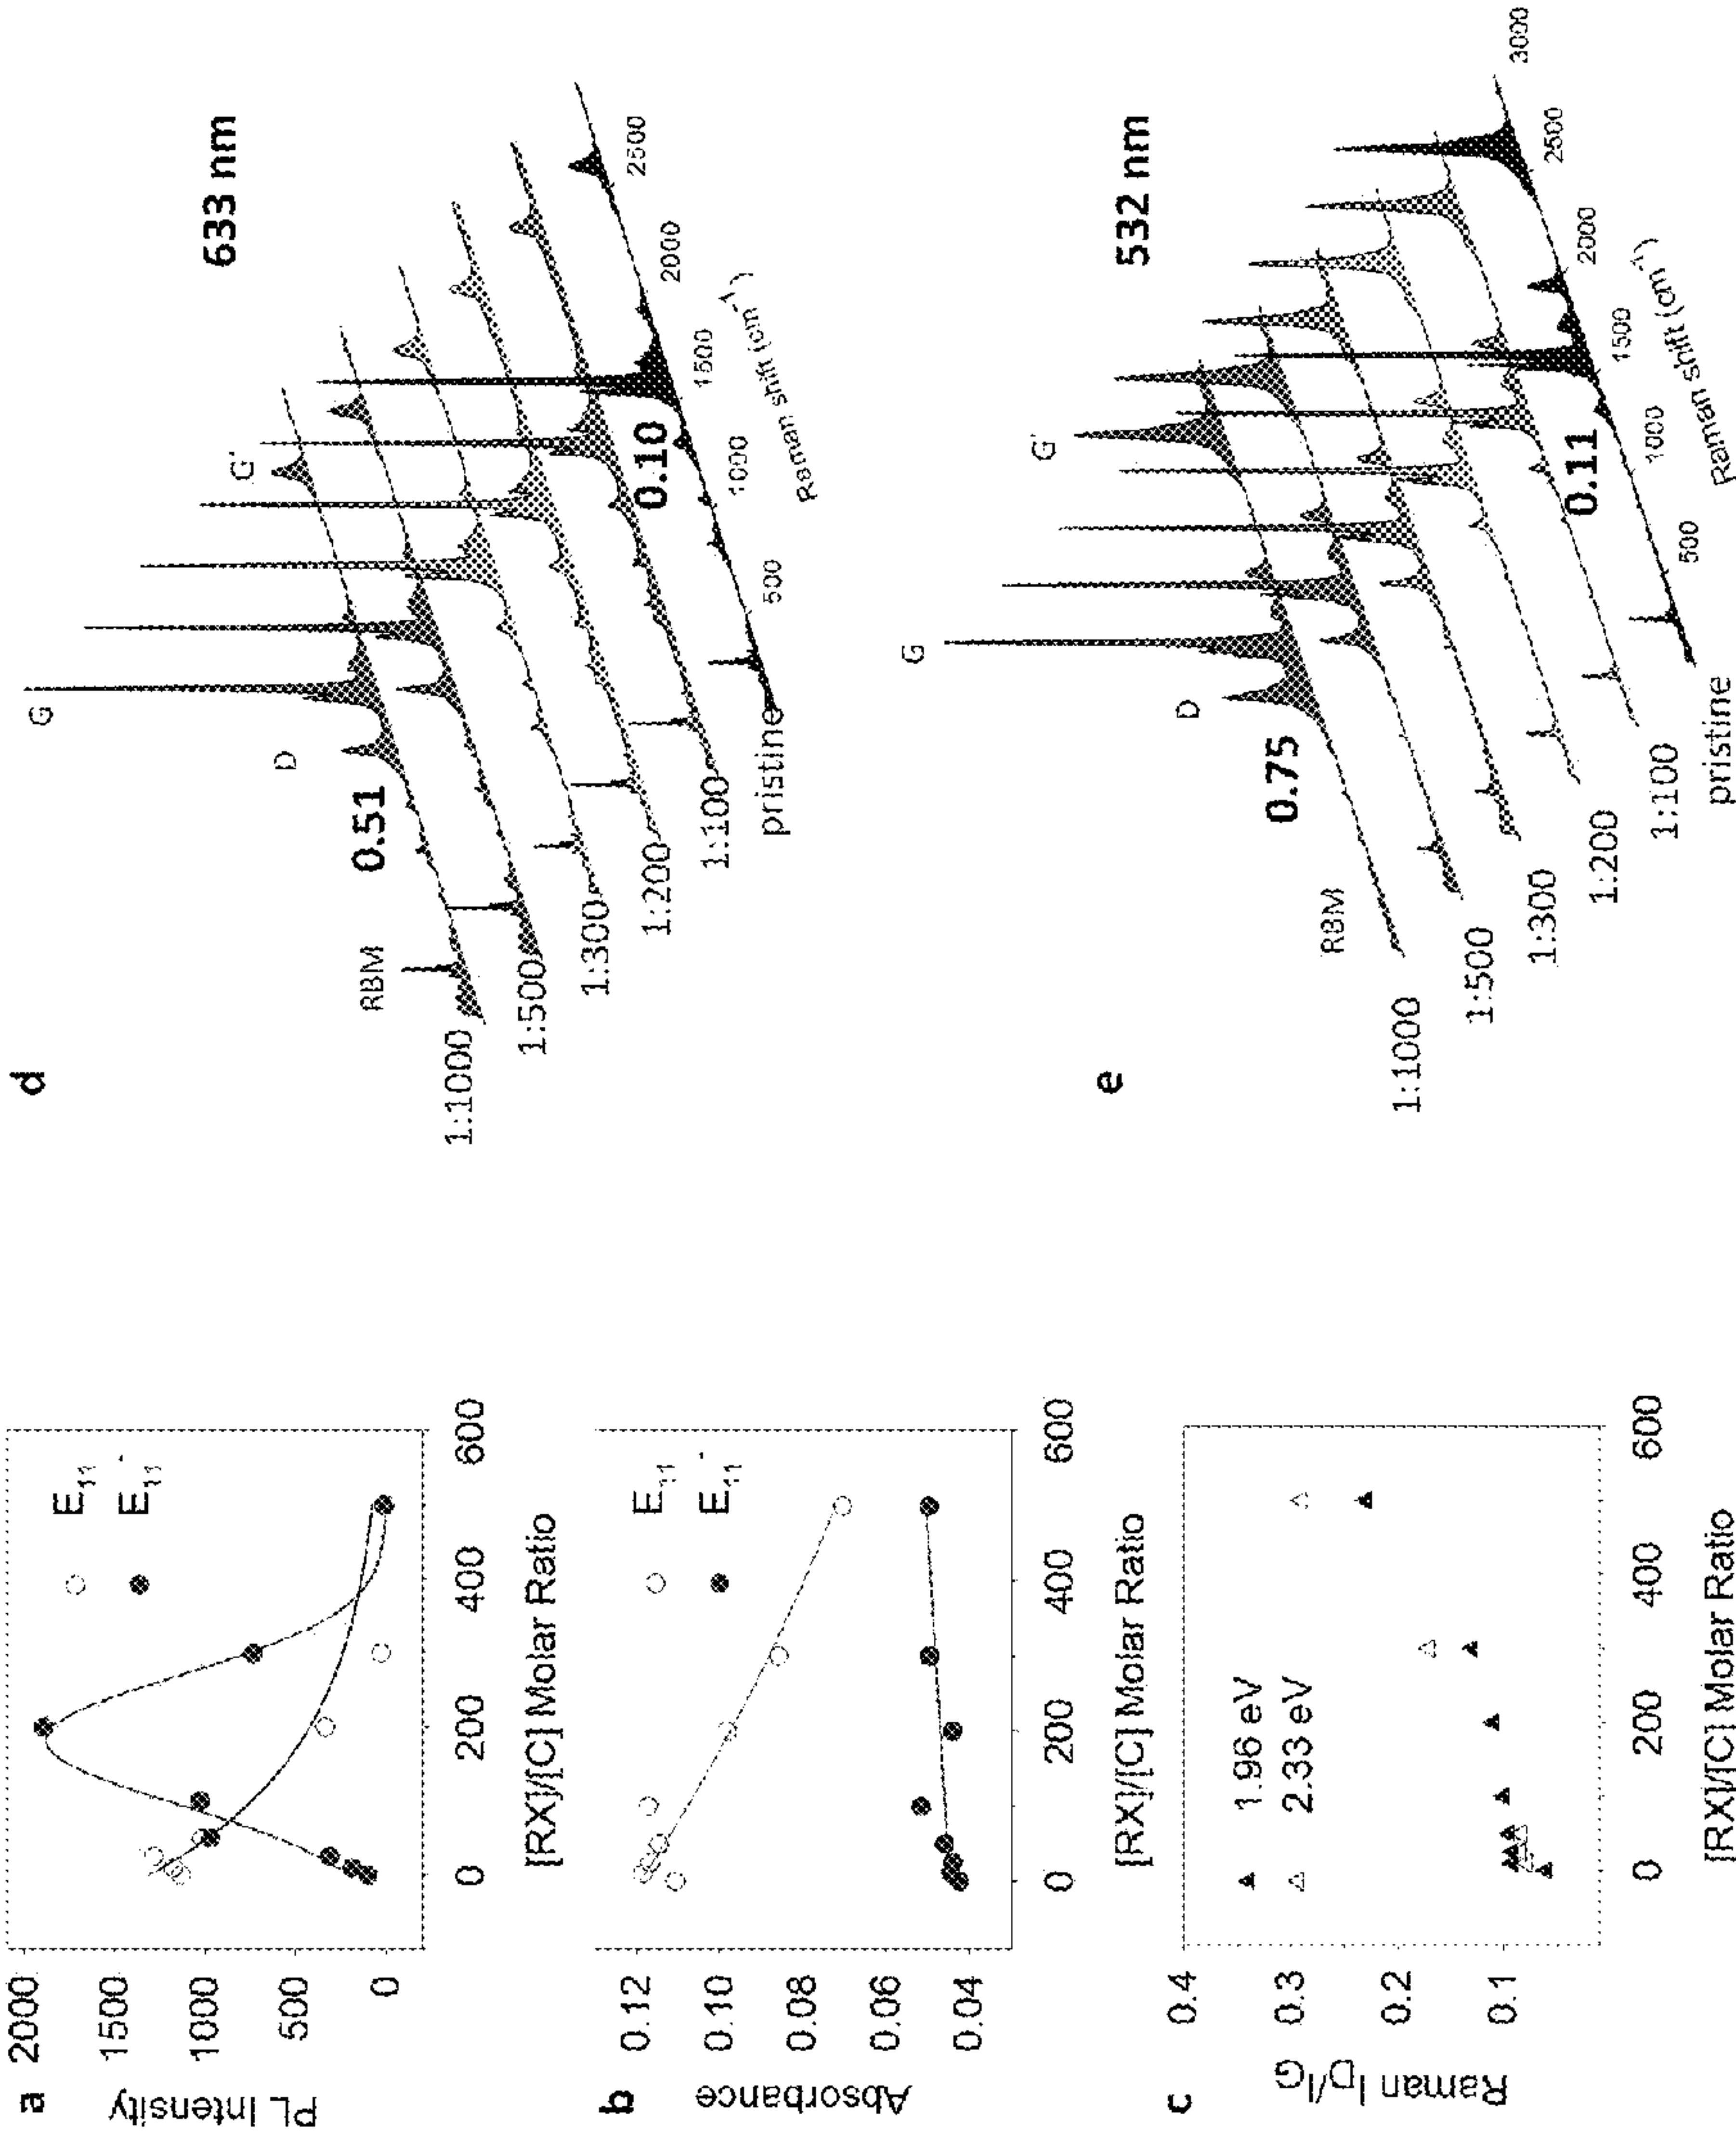 a
PL Intensity
2000
1500
1000
500
0
E11
E11-
0
200
400
600
[RX]/[C] Molar Ratio
b
Absorbance
0.12
0.10
0.08
0.06
0.04
E11
E11-
0
200
400
600
[RX]/[C] Molar Ratio
c
Raman ID/IG
0.4
0.3
0.2
0.1
1.96 eV
2.33 eV
0
200
400
600
[RX]/[C] Molar Ratio
d
633 nm
G
G'
D
RBM
0.51
0.10
1:1000
1:500
1:300
1:200
1:100
pristine
500
1000
1500
2000
2500
Raman shift (cm-1)
e
532 nm
G
G'
D
RBM
0.75
0.11
1:1000
1:500
1:300
1:200
1:100
pristine
500
1000
1500
2000
2500
3000
Raman shift (cm-1)